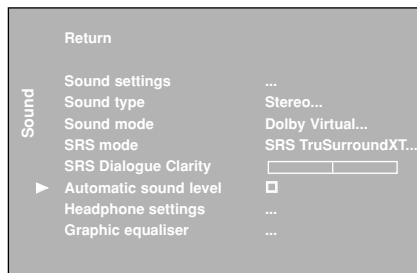 Return
Sound
Sound settings ...
Sound type Stereo...
Sound mode Dolby Virtual...
SRS mode SRS TruSurroundXT...
SRS Dialogue Clarity
Automatic sound level
Headphone settings ...
Graphic equaliser ...